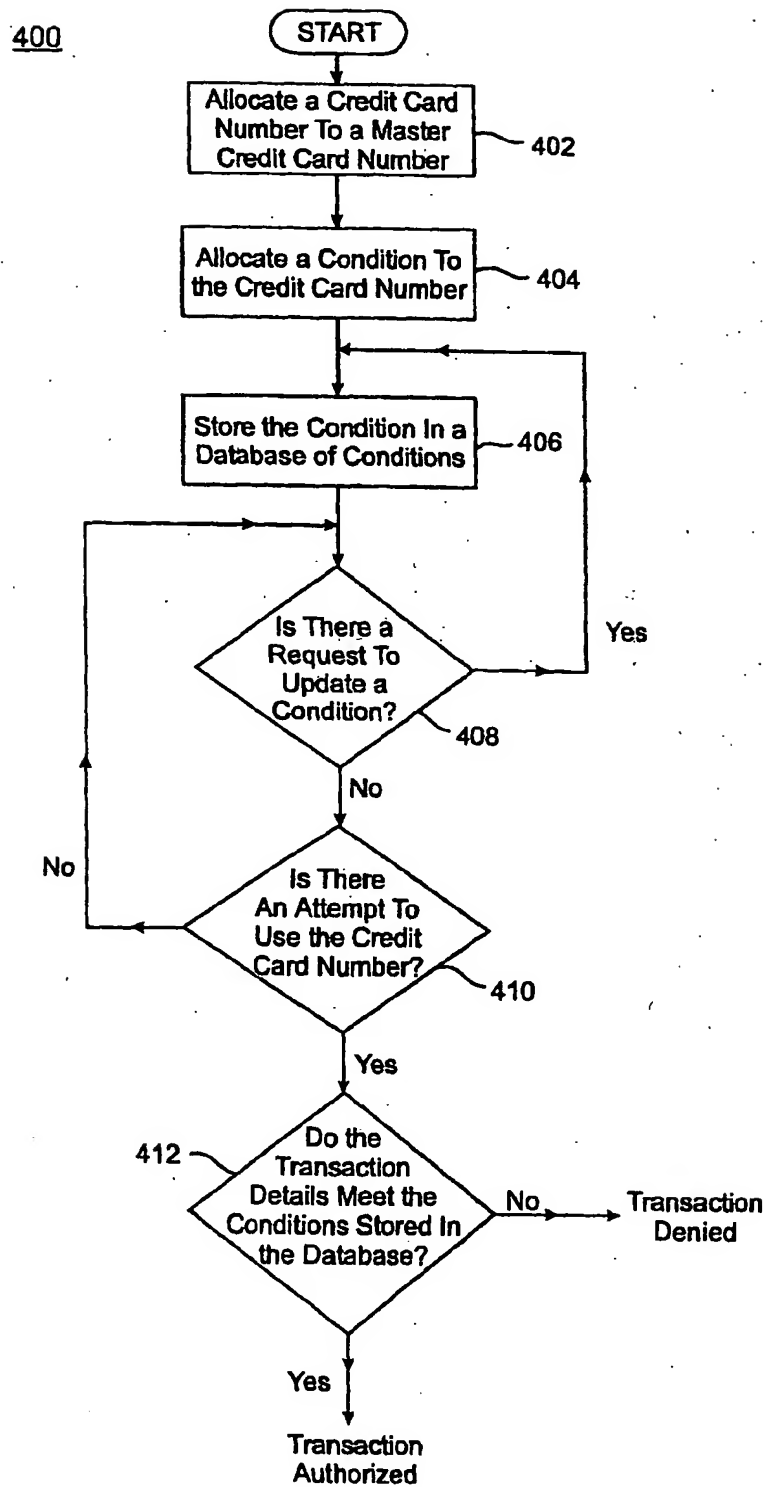 400
START
Allocate a Credit Card
Number To a Master
Credit Card Number
402
Allocate a Condition To
the Credit Card Number
404
Store the Condition In a
Database of Conditions
406
Is There a
Request To
Update a
Condition?
408
Yes
No
Is There
An Attempt To
Use the Credit
Card Number?
410
No
Yes
412
Do the
Transaction
Details Meet the
Conditions Stored In
the Database?
No
Transaction
Denied
Yes
Transaction
Authorized